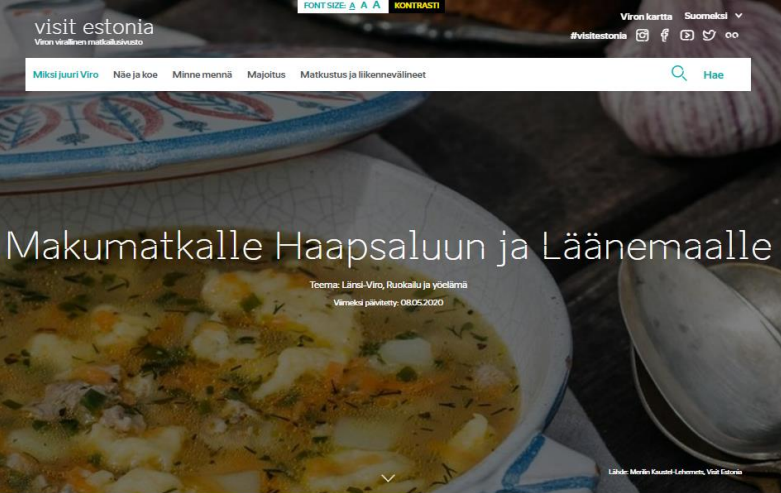 FONT SIZE: A A A KONTRASTI
visit estonia
Viron virallinen matkailusivusto
Viron kartta Suomeksi
#visitestonia
Miksi juuri Viro Näe ja koe Minne mennä Majoitus Matkustus ja liikennevälineet Hae
Makumatkalle Haapsaluun ja Läänemaalle
Teema: Länsi-Viro, Ruokailu ja yöelämä
Viimeksi päivitetty: 08.05.2020
Lähde: Merilin Kaustel-Lehemets, Visit Estonia